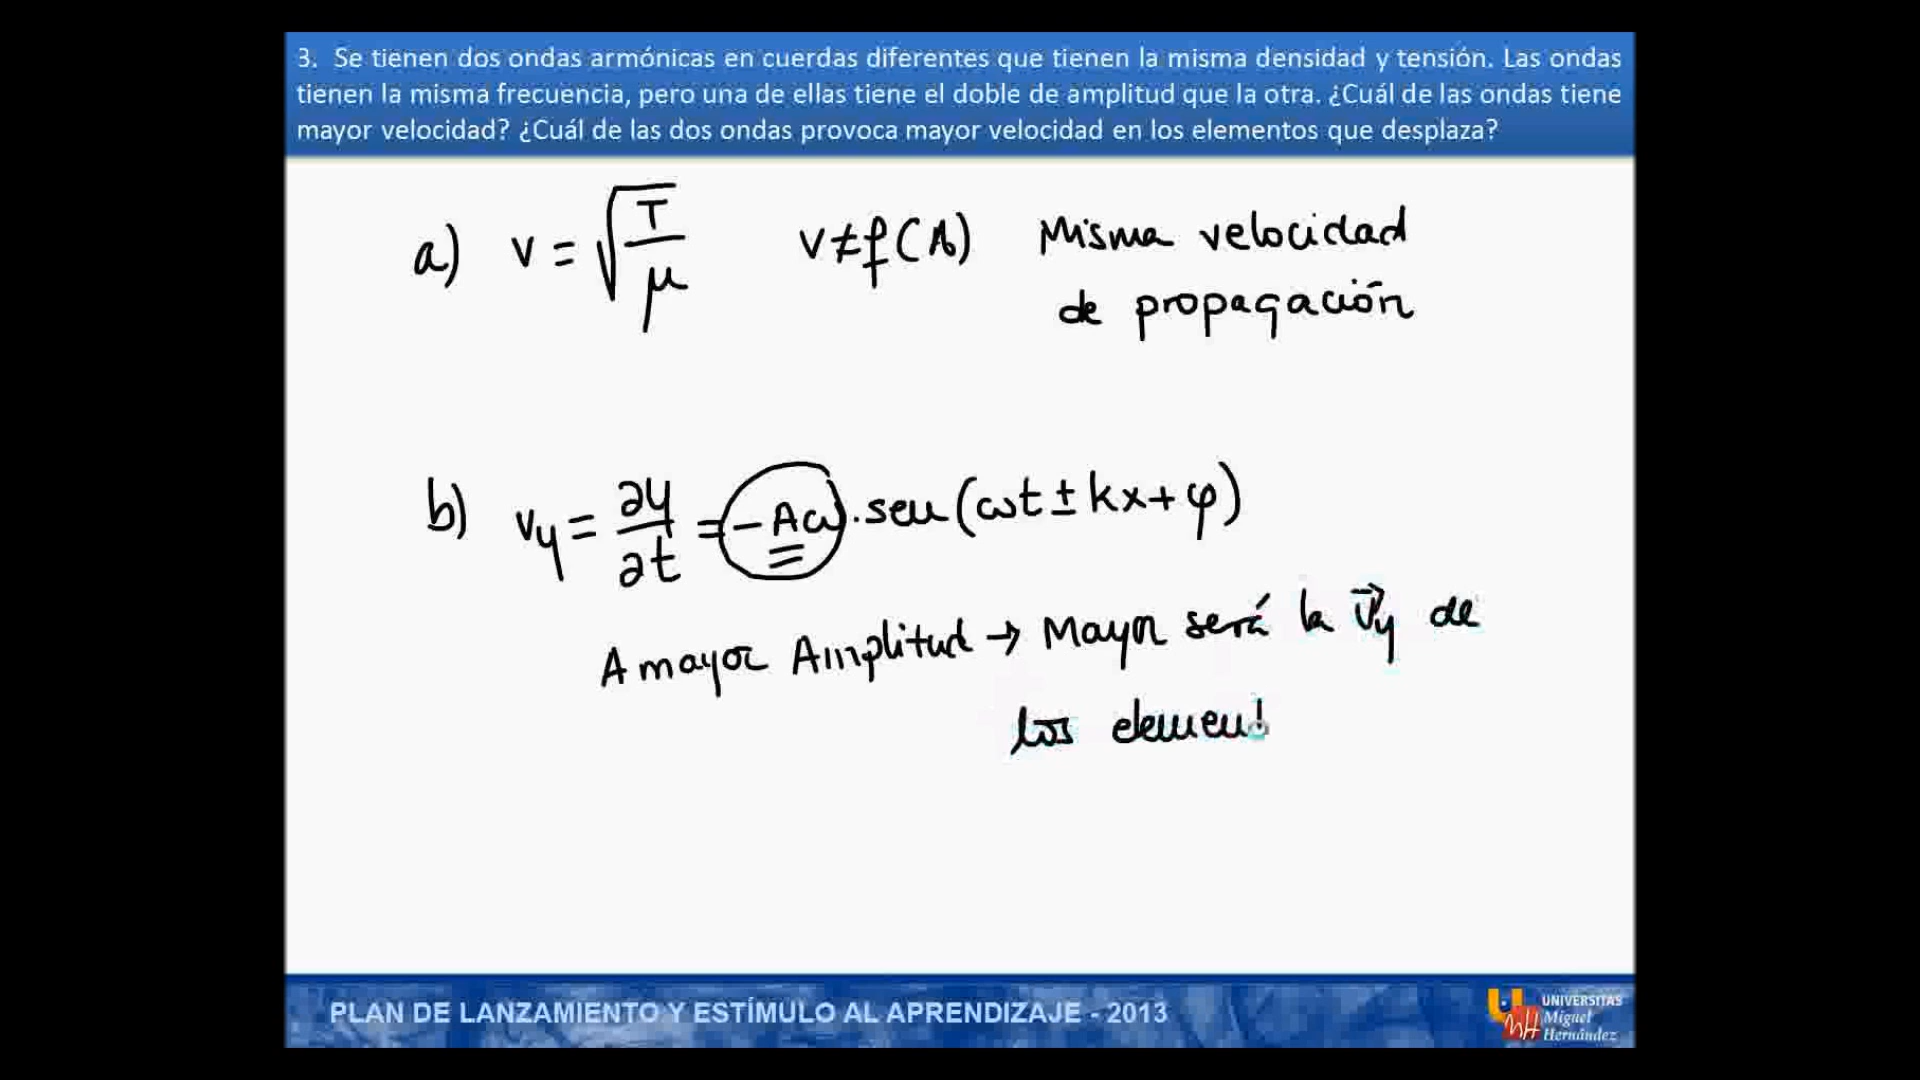 3. Se tienen dos ondas armónicas en cuerdas diferentes que tienen la misma densidad y tensión. Las ondas
tienen la misma frecuencia, pero una de ellas tiene el doble de amplitud que la otra. ¿Cuál de las ondas tiene
mayor velocidad? ¿Cuál de las dos ondas provoca mayor velocidad en los elementos que desplaza?
a) v = √(T/μ) v≠f(A) Misma velocidad
de propagación
b) vy = ∂y/∂t = -Aω · sen (ωt ± kx + φ)
A mayor Amplitud → Mayor será la v⃗y de
los element
PLAN DE LANZAMIENTO Y ESTÍMULO AL APRENDIZAJE - 2013
UNIVERSITAS
Miguel
Hernández